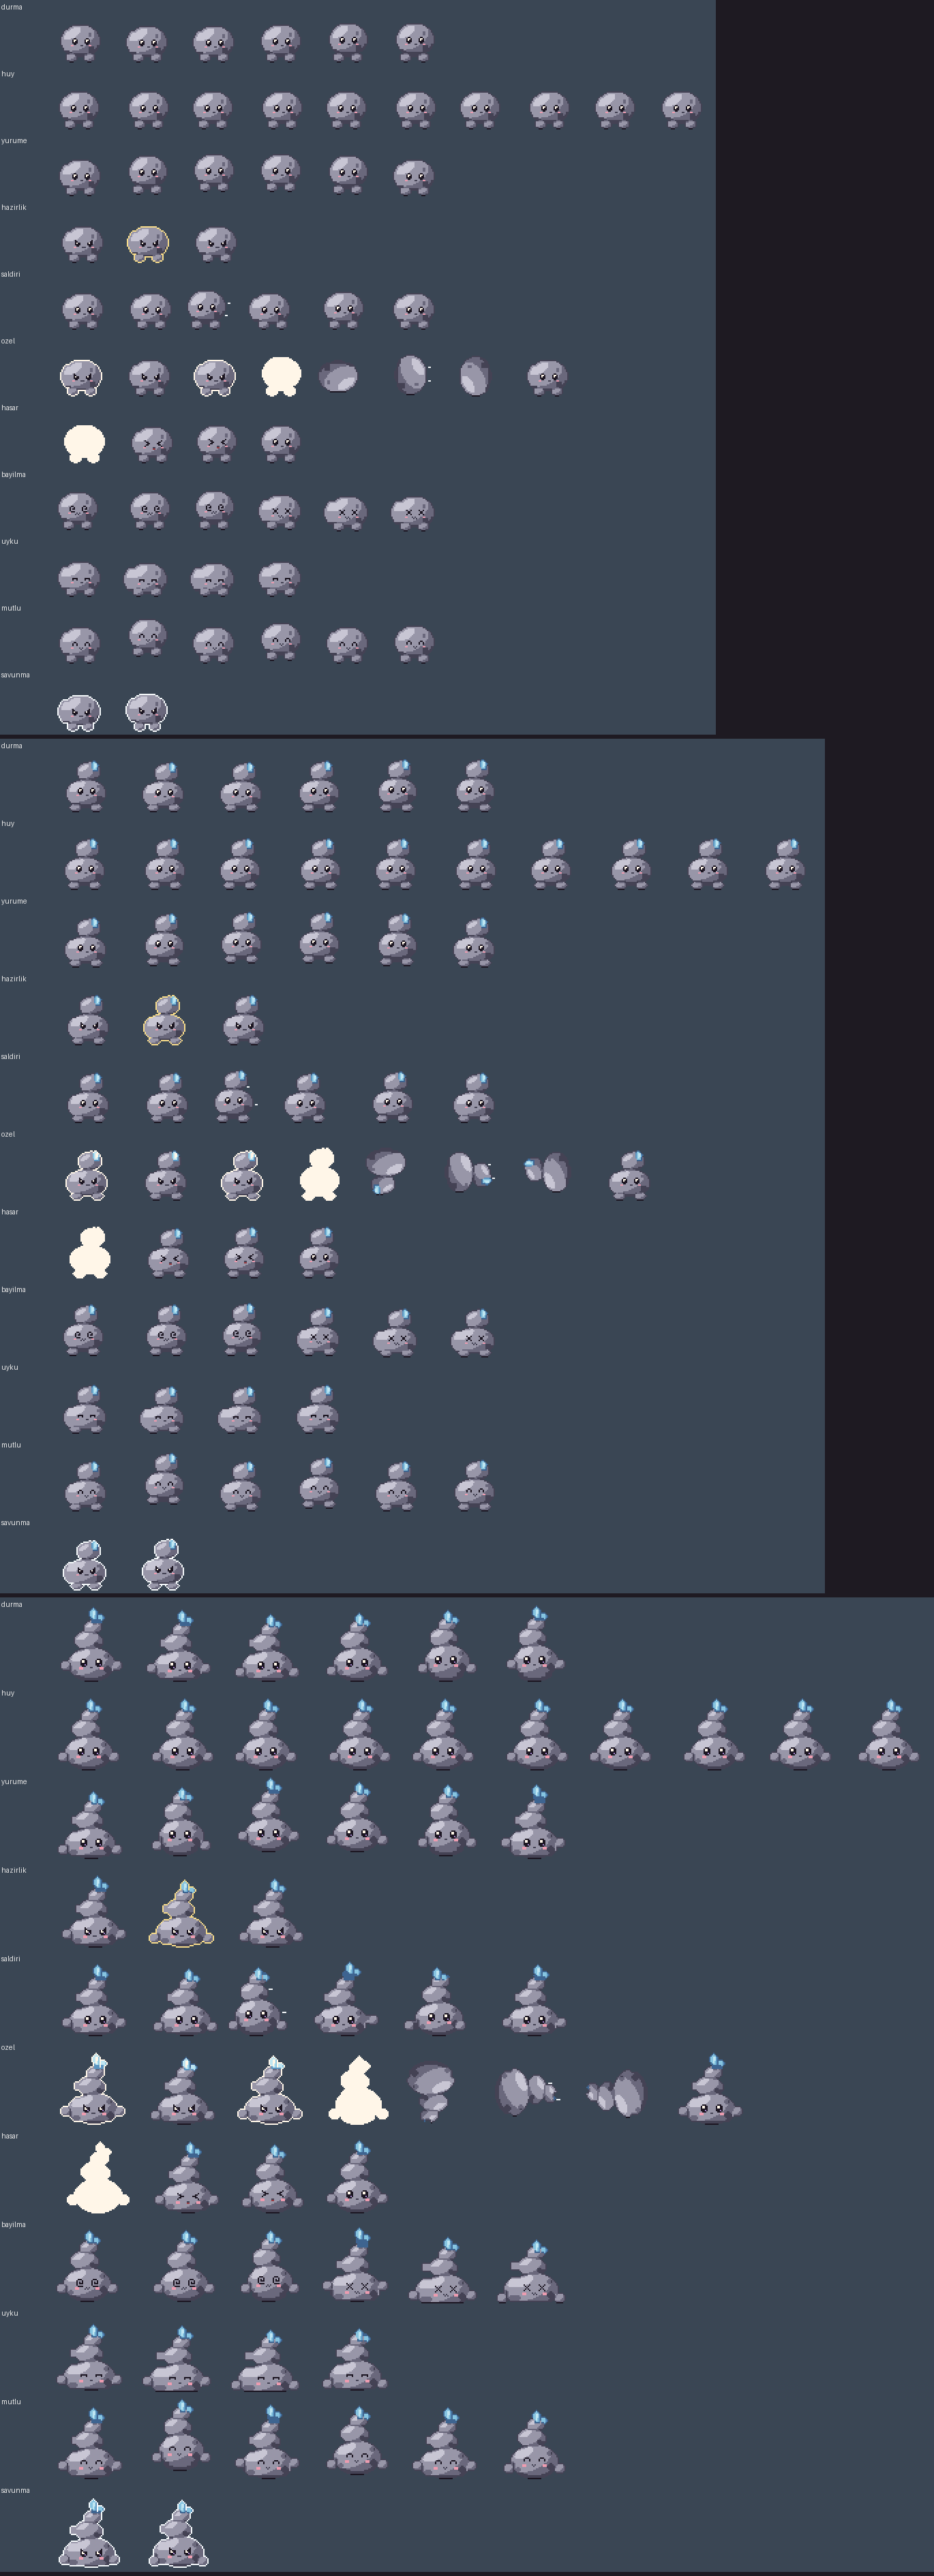 durma
huy
yurume
hazirlik
saldiri
ozel
hasar
bayilma
uyku
mutlu
savunma
durma
huy
yurume
hazirlik
saldiri
ozel
hasar
bayilma
uyku
mutlu
savunma
durma
huy
yurume
hazirlik
saldiri
ozel
hasar
bayilma
uyku
mutlu
savunma